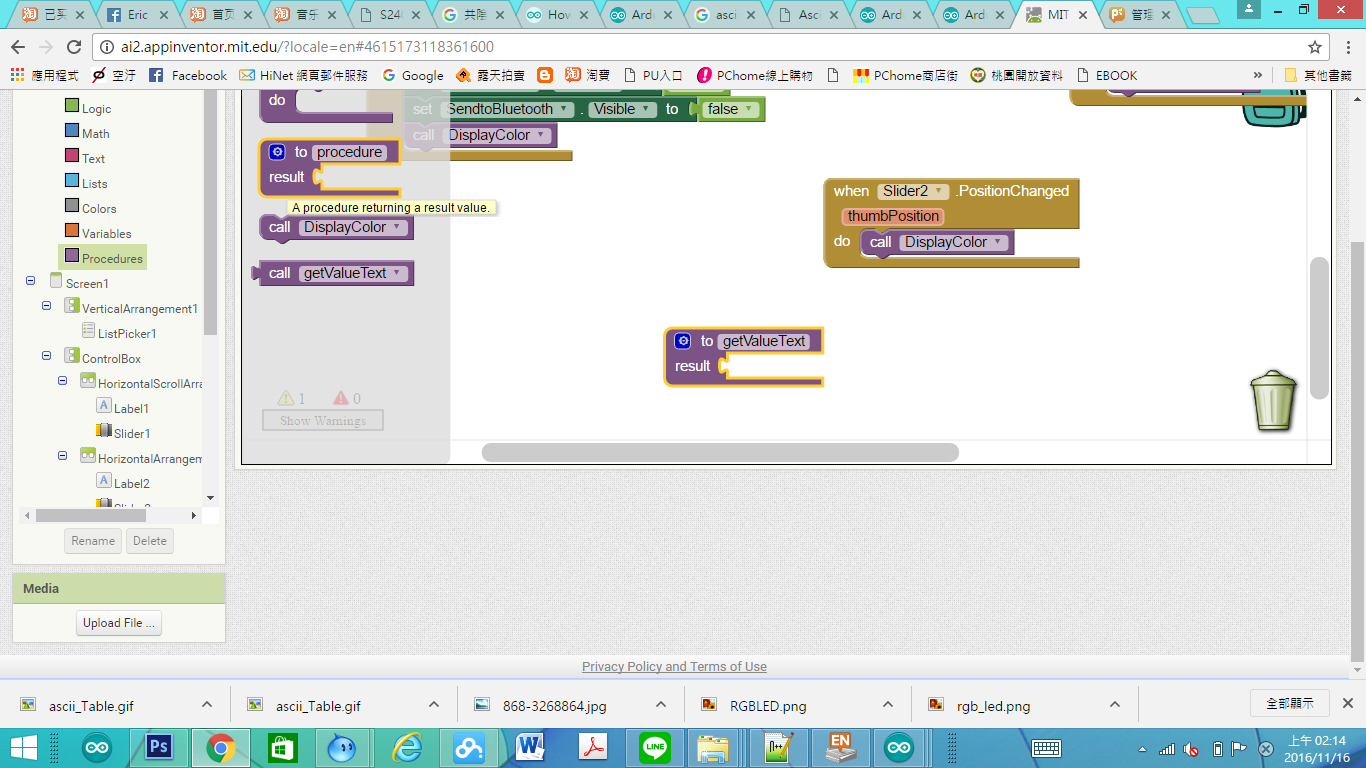 已买
Eric
首页
音乐
S240
共陰
How
Ardu
ascii
Ascii
Ardu
Ardu
MIT
管理
ai2.appinventor.mit.edu/?locale=en#4615173118361600
應用程式
空汙
Facebook
HiNet 網頁郵件服務
Google
露天拍賣
淘寶
PU入口
PChome線上購物
PChome商店街
桃園開放資料
EBOOK
»
其他書籤
Logic
Math
Text
Lists
Colors
Variables
Procedures
Screen1
VerticalArrangement1
ListPicker1
ControlBox
HorizontalScrollArra
Label1
Slider1
HorizontalArrangem
Label2
Rename
Delete
Media
Upload File ...
do
to procedure
result
A procedure returning a result value.
call DisplayColor
call getValueText
1
0
Show Warnings
set SendtoBluetooth . Visible to false
call DisplayColor
when Slider2 .PositionChanged
thumbPosition
do call DisplayColor
to getValueText
result
Privacy Policy and Terms of Use
ascii_Table.gif
ascii_Table.gif
868-3268864.jpg
RGBLED.png
rgb_led.png
全部顯示
上午 02:14
2016/11/16